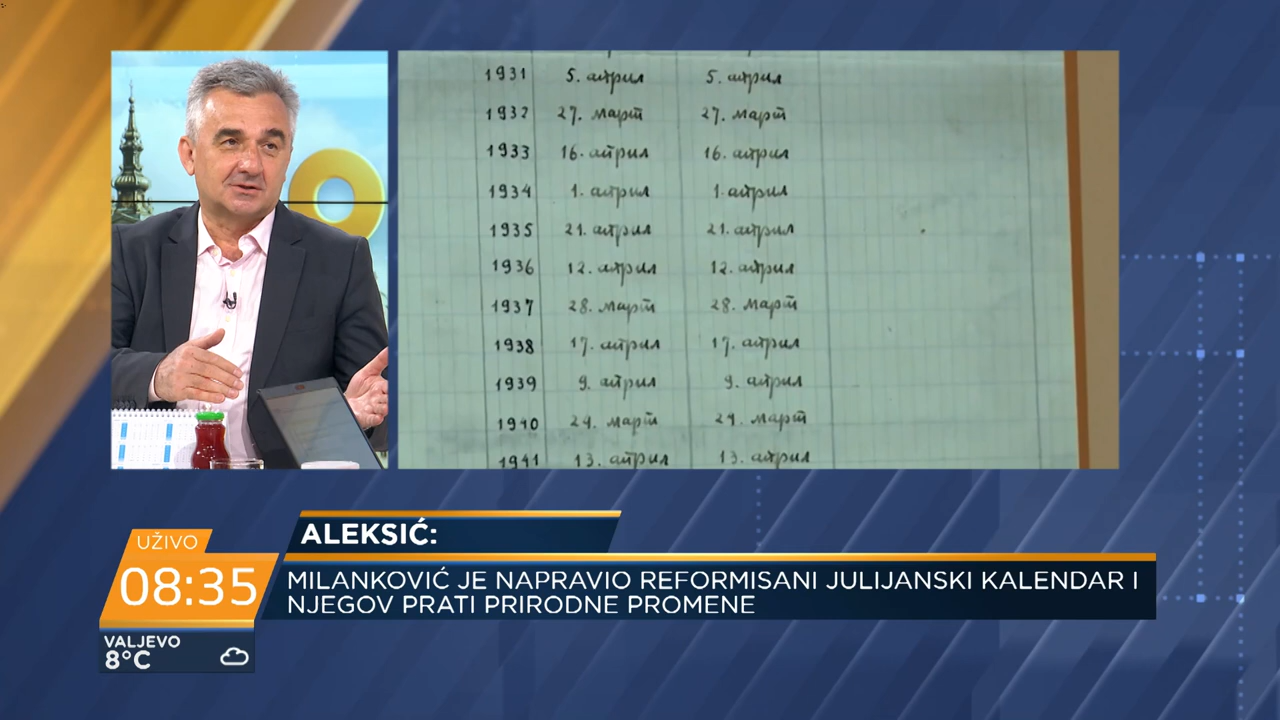 1931 5. април 5. април
1932 27. март 27. март
1933 16. април 16. април
1934 1. април 1. април
1935 21. април 21. април
1936 12. април 12. април
1937 28. март 28. март
1938 17. април 17. април
1939 9. април 9. април
1940 24. март 24. март
1941 13. април 13. април
UŽIVO
08:35
VALJEVO
8°C
ALEKSIĆ:
MILANKOVIĆ JE NAPRAVIO REFORMISANI JULIJANSKI KALENDAR I
NJEGOV PRATI PRIRODNE PROMENE